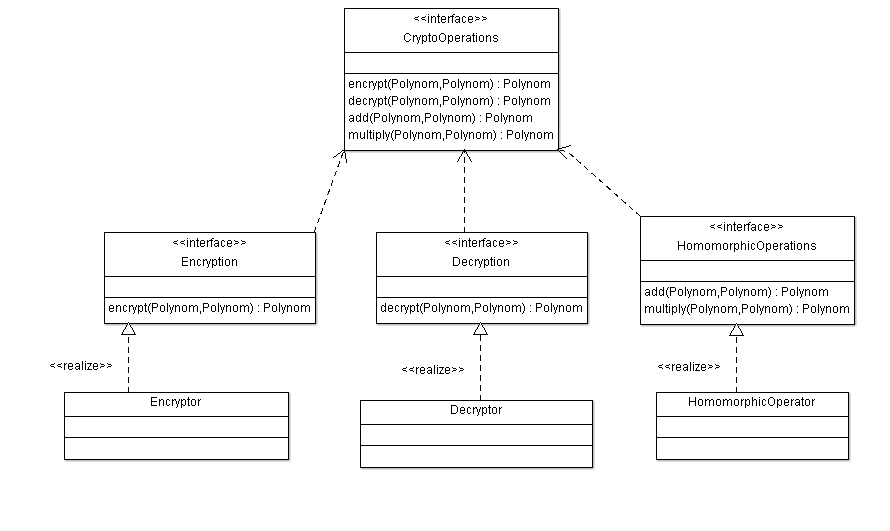 <<interface>>
CryptoOperations
encrypt(Polynom,Polynom) : Polynom
decrypt(Polynom,Polynom) : Polynom
add(Polynom,Polynom) : Polynom
multiply(Polynom,Polynom) : Polynom
<<interface>>
Encryption
encrypt(Polynom,Polynom) : Polynom
<<interface>>
Decryption
decrypt(Polynom,Polynom) : Polynom
<<interface>>
HomomorphicOperations
add(Polynom,Polynom) : Polynom
multiply(Polynom,Polynom) : Polynom
<<realize>>
<<realize>>
<<realize>>
Encryptor
Decryptor
HomomorphicOperator